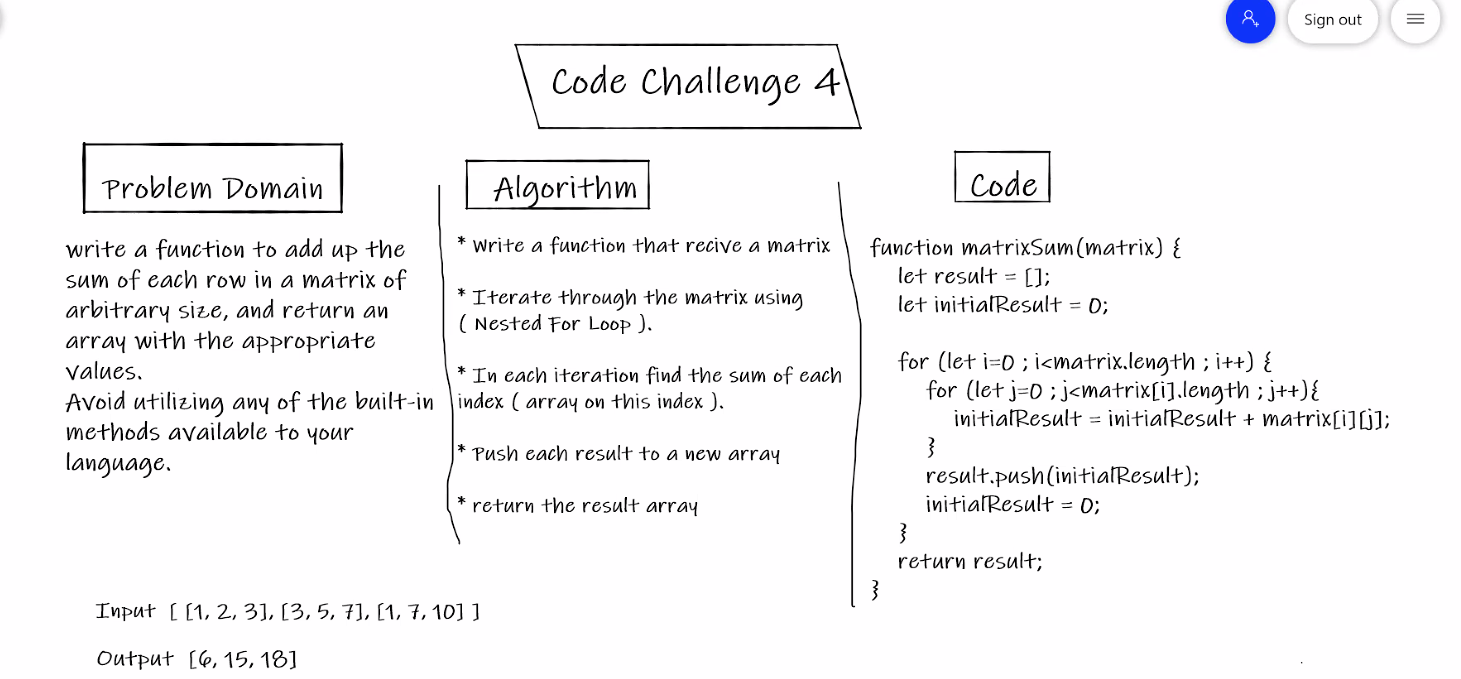 Sign out
Code Challenge 4
Problem Domain
write a function to add up the
sum of each row in a matrix of
arbitrary size, and return an
array with the appropriate
values.
Avoid utilizing any of the built-in
methods available to your
language.
Algorithm
* Write a function that recive a matrix
* Iterate through the matrix using
( Nested For Loop ).
* In each iteration find the sum of each
index ( array on this index ).
* Push each result to a new array
* return the result array
Code
function matrixSum(matrix) {
let result = [];
let initialResult = 0;
for (let i=0 ; i<matrix.length ; i++) {
for (let j=0 ; j<matrix[i].length ; j++){
initialResult = initialResult + matrix[i][j];
}
result.push(initialResult);
initialResult = 0;
}
return result;
}
Input [ [1, 2, 3], [3, 5, 7], [1, 7, 10] ]
Output [6, 15, 18]